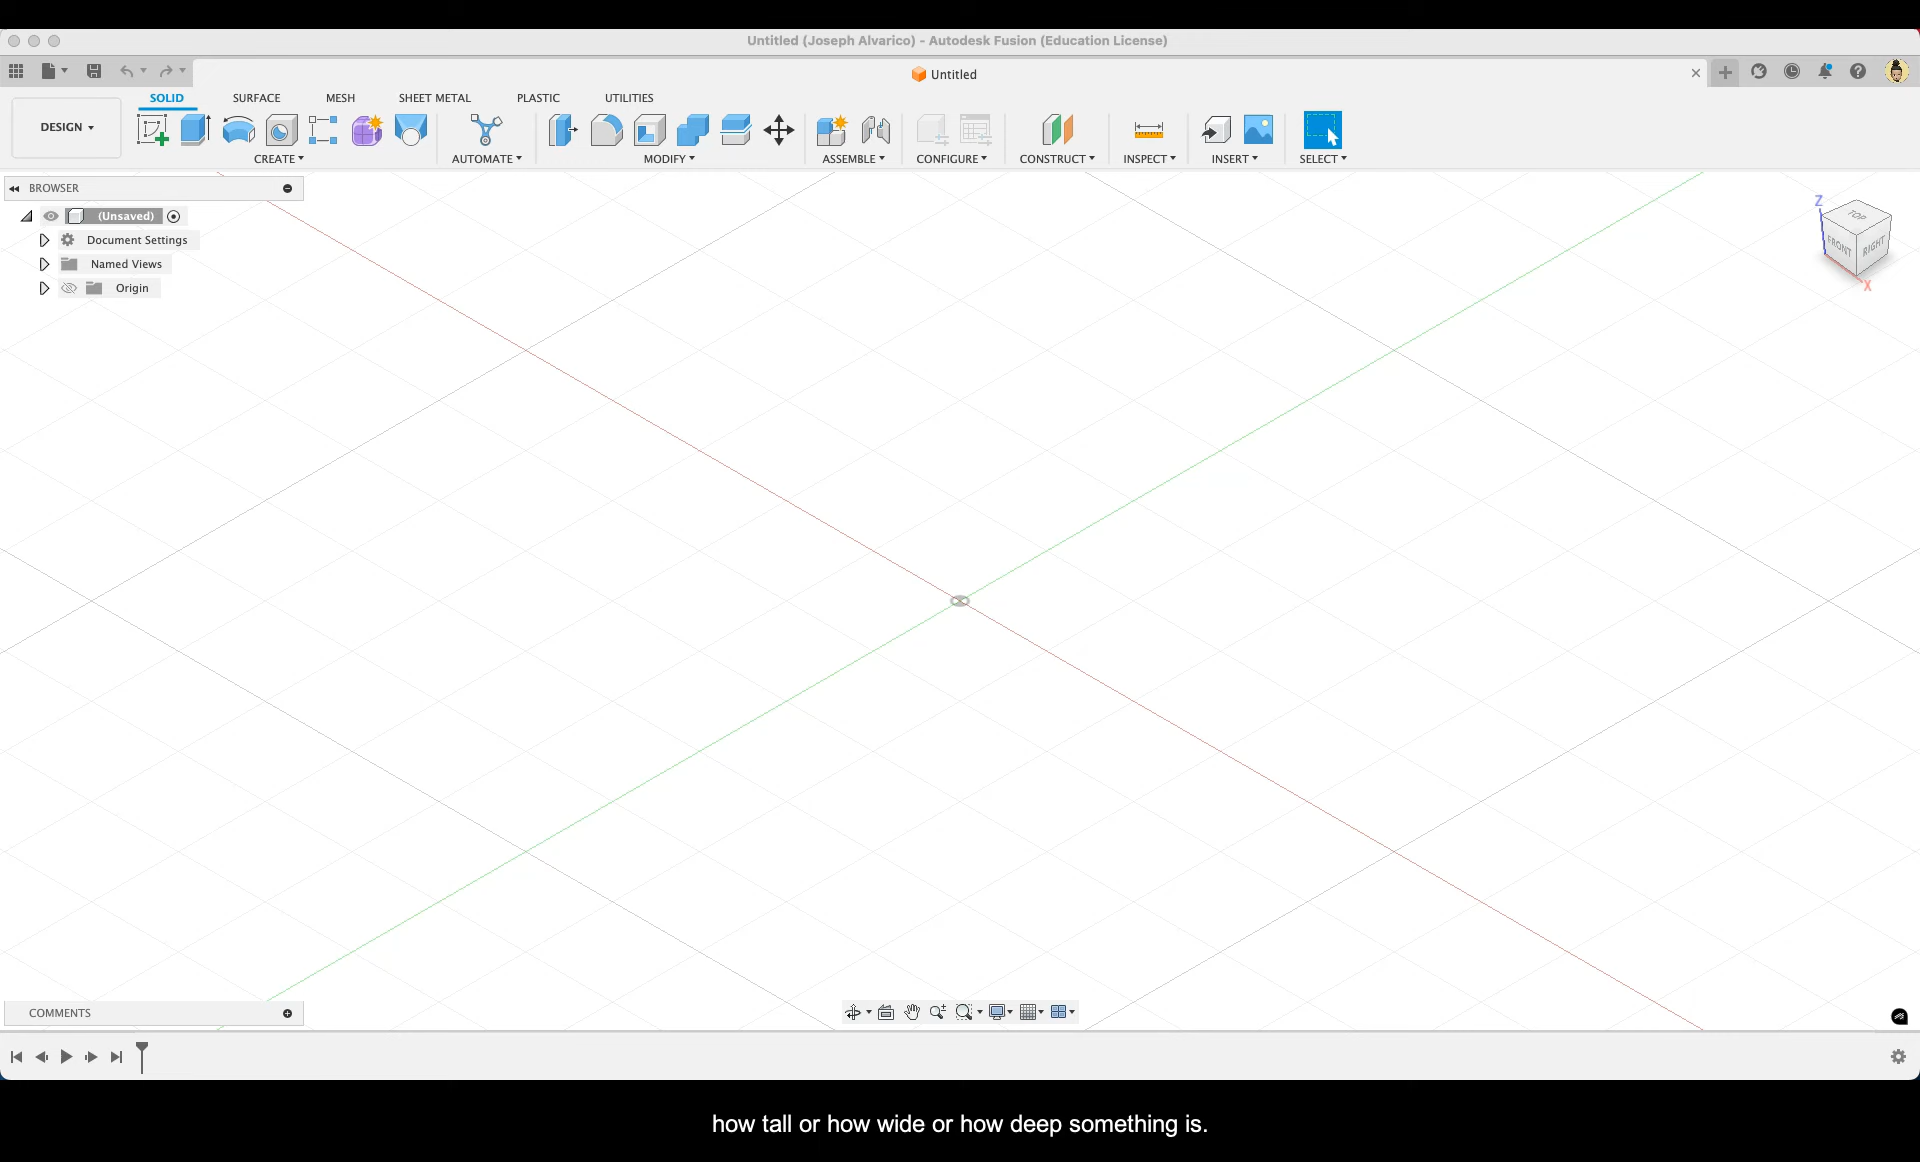 Untitled (Joseph Alvarico) - Autodesk Fusion (Education License)
Untitled
SOLID SURFACE MESH SHEET METAL PLASTIC UTILITIES
DESIGN
CREATE AUTOMATE MODIFY ASSEMBLE CONFIGURE CONSTRUCT INSPECT INSERT SELECT
BROWSER
(Unsaved)
Document Settings
Named Views
Origin
Z
TOP
FRONT RIGHT
X
COMMENTS
how tall or how wide or how deep something is.